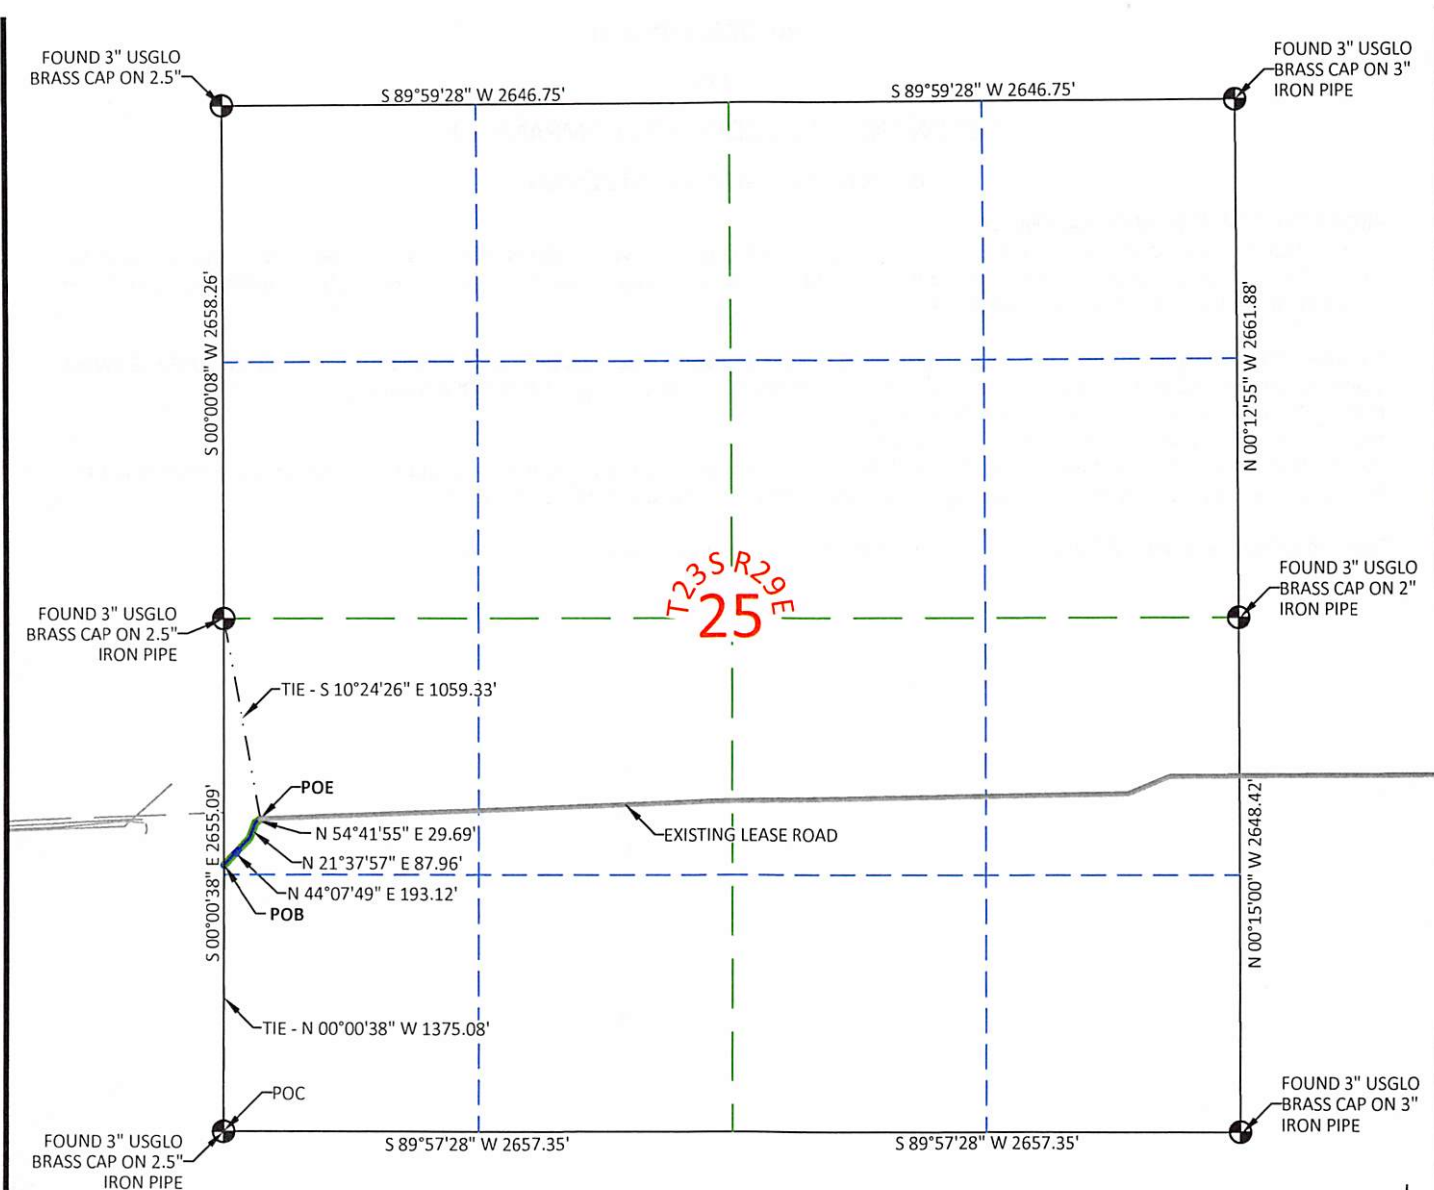 FOUND 3" USGLO
BRASS CAP ON 2.5"
S 89°59'28" W 2646.75'
S 89°59'28" W 2646.75'
FOUND 3" USGLO
BRASS CAP ON 3"
IRON PIPE
S 00°00'08" W 2658.26'
N 00°12'55" W 2661.88'
T23S R29E
25
FOUND 3" USGLO
BRASS CAP ON 2.5"
IRON PIPE
FOUND 3" USGLO
BRASS CAP ON 2"
IRON PIPE
TIE - S 10°24'26" E 1059.33'
POE
N 54°41'55" E 29.69'
EXISTING LEASE ROAD
N 21°37'57" E 87.96'
N 44°07'49" E 193.12'
POB
S 00°00'38" E 2655.09'
N 00°15'00" W 2648.42'
TIE - N 00°00'38" W 1375.08'
POC
FOUND 3" USGLO
BRASS CAP ON 2.5"
IRON PIPE
S 89°57'28" W 2657.35'
S 89°57'28" W 2657.35'
FOUND 3" USGLO
BRASS CAP ON 3"
IRON PIPE